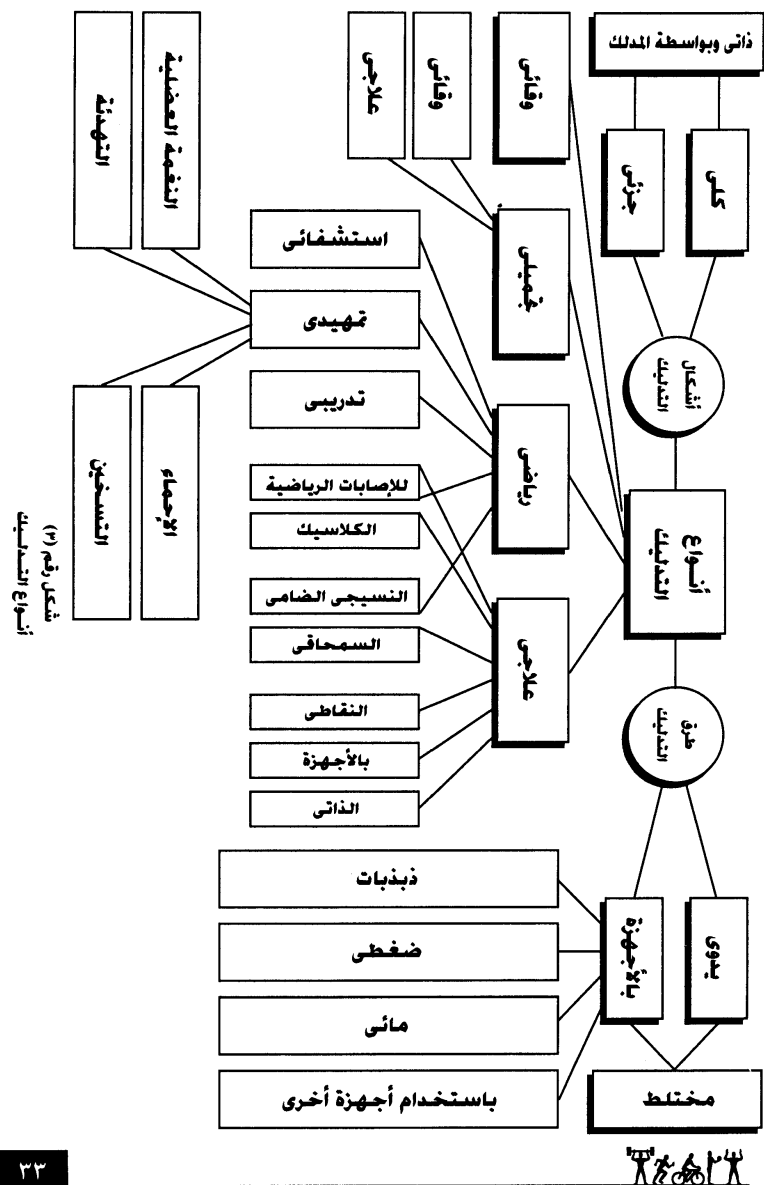 ذاتى وبواسطة المدلك
كلى
جزئى
أشكال
التدليك
أنواع
التدليك
وقائى
تجميلى
وقائى
علاجى
رياضى
استشفائى
تمهيدى
النغمة العضلية
التهدئة
الإحماء
التسخين
تدريبى
للإصابات الرياضية
الكلاسيك
النسيجى الضامى
السمحاقى
النقاطى
بالأجهزة
الذاتى
علاجى
طرق
التدليك
يدوى
بالأجهزة
ذبذبات
ضغطى
مائى
باستخدام أجهزة أخرى
مختلط
شكل رقم (٣)
أنواع التدليك
٣٣